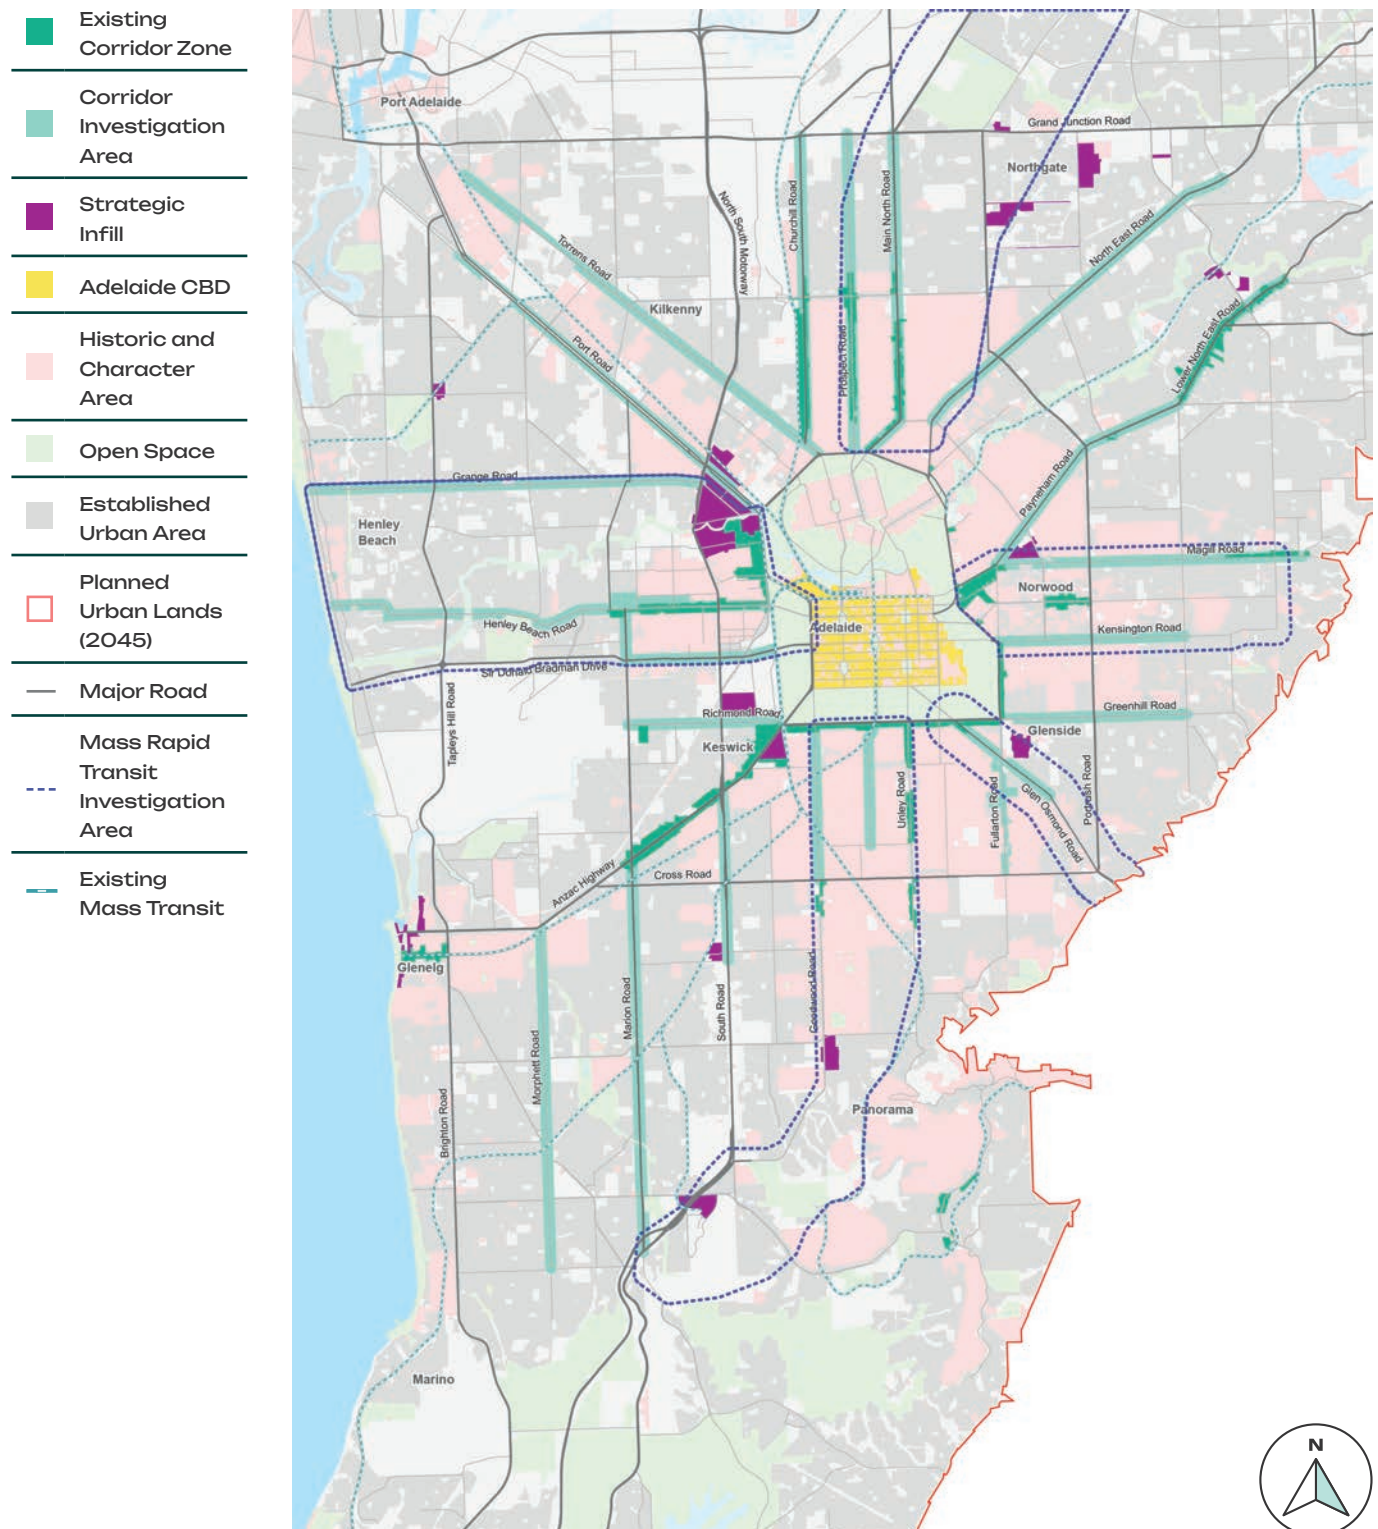 Existing
Corridor Zone
Corridor
Investigation
Area
Strategic
Infill
Adelaide CBD
Historic and
Character
Area
Open Space
Established
Urban Area
Planned
Urban Lands
(2045)
Major Road
Mass Rapid
Transit
Investigation
Area
Existing
Mass Transit
Port Adelaide
Grand Junction Road
Northgate
Churchill Road
Main North Road
North South Motorway
North East Road
Torrens Road
Kilkenny
Port Road
Prospect Road
Lower North East Road
Payneham Road
Grange Road
Henley
Beach
Magill Road
Norwood
Henley Beach Road
Adelaide
Kensington Road
Sir Donald Bradman Drive
Tapleys Hill Road
Richmond Road
Keswick
Greenhill Road
Glenside
Unley Road
Fullarton Road
Glen Osmond Road
Portrush Road
Anzac Highway
Cross Road
Glenelg
Marion Road
South Road
Goodwood Road
Morphett Road
Brighton Road
Panorama
Marino
N